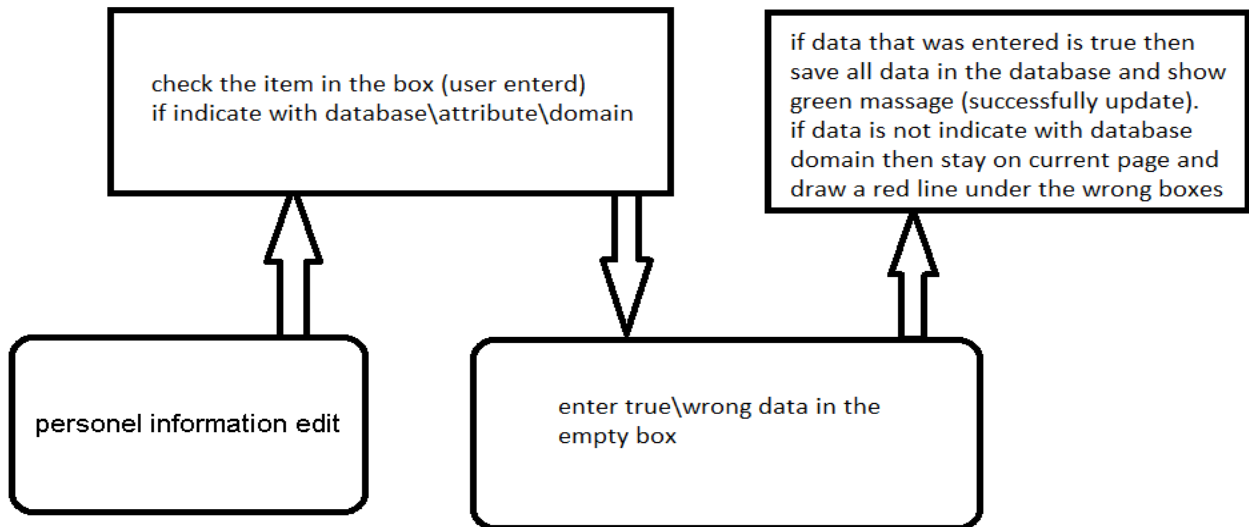 check the item in the box (user enterd)
if indicate with database\attribute\domain
if data that was entered is true then
save all data in the database and show
green massage (successfully update).
if data is not indicate with database
domain then stay on current page and
draw a red line under the wrong boxes
personel information edit
enter true\wrong data in the
empty box